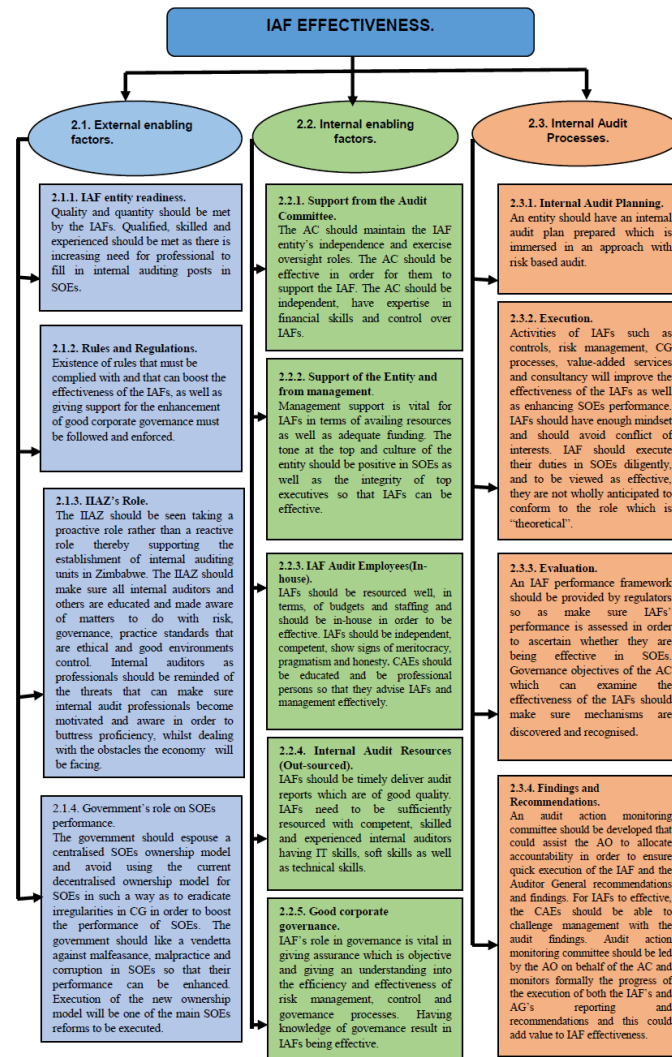 IAF EFFECTIVENESS.
2.1. External enabling
factors.
2.2. Internal enabling
factors.
2.3. Internal Audit
Processes.
2.1.1. IAF entity readiness.
Quality and quantity should be met
by the IAFs. Qualified, skilled and
experienced should be met as there is
increasing need for professional to
fill in internal auditing posts in
SOEs.
2.1.2. Rules and Regulations.
Existence of rules that must be
complied with and that can boost the
effectiveness of the IAFs, as well as
giving support for the enhancement
of good corporate governance must
be followed and enforced.
2.1.3. IIAZ's Role.
The IIAZ should be seen taking a
proactive role rather than a reactive
role thereby supporting the
establishment of internal auditing
units in Zimbabwe. The IIAZ should
make sure all internal auditors and
others are educated and made aware
of matters to do with risk,
governance, practice standards that
are ethical and good environments
control. Internal auditors as
professionals should be reminded of
the threats that can make sure
internal audit professionals become
motivated and aware in order to
buttress proficiency, whilst dealing
with the obstacles the economy will
be facing.
2.1.4. Government's role on SOEs
performance.
The government should espouse a
centralised SOEs ownership model
and avoid using the current
decentralised ownership model for
SOEs in such a way as to eradicate
irregularities in CG in order to boost
the performance of SOEs. The
government should like a vendetta
against malfeasance, malpractice and
corruption in SOEs so that their
performance can be enhanced.
Execution of the new ownership
model will be one of the main SOEs
reforms to be executed.
2.2.1. Support from the Audit
Committee.
The AC should maintain the IAF
entity's independence and exercise
oversight roles. The AC should be
effective in order for them to
support the IAF. The AC should be
independent, have expertise in
financial skills and control over
IAFs.
2.2.2. Support of the Entity and
from management.
Management support is vital for
IAFs in terms of availing resources
as well as adequate funding. The
tone at the top and culture of the
entity should be positive in SOEs as
well as the integrity of top
executives so that IAFs can be
effective.
2.2.3. IAF Audit Employees(In-
house).
IAFs should be resourced well, in
terms, of budgets and staffing and
should be in-house in order to be
effective. IAFs should be independent,
competent, show signs of meritocracy,
pragmatism and honesty. CAEs should
be educated and be professional
persons so that they advise IAFs and
management effectively.
2.2.4. Internal Audit Resources
(Out-sourced).
IAFs should be timely deliver audit
reports which are of good quality.
IAFs need to be sufficiently
resourced with competent, skilled
and experienced internal auditors
having IT skills, soft skills as well
as technical skills.
2.2.5. Good corporate
governance.
IAF's role in governance is vital in
giving assurance which is objective
and giving an understanding into
the efficiency and effectiveness of
risk management, control and
governance processes. Having
knowledge of governance result in
IAFs being effective.
2.3.1. Internal Audit Planning.
An entity should have an internal
audit plan prepared which is
immersed in an approach with
risk based audit.
2.3.2. Execution.
Activities of IAFs such as
controls, risk management, CG
processes, value-added services
and consultancy will improve the
effectiveness of the IAFs as well
as enhancing SOEs performance.
IAFs should have enough mindset
and should avoid conflict of
interests. IAF should execute
their duties in SOEs diligently,
and to be viewed as effective,
they are not wholly anticipated to
conform to the role which is
"theoretical".
2.3.3. Evaluation.
An IAF performance framework
should be provided by regulators
so as make sure IAFs'
performance is assessed in order
to ascertain whether they are
being effective in SOEs.
Governance objectives of the AC
which can examine the
effectiveness of the IAFs should
make sure mechanisms are
discovered and recognised.
2.3.4. Findings and
Recommendations.
An audit action monitoring
committee should be developed that
could assist the AO to allocate
accountability in order to ensure
quick execution of the IAF and the
Auditor General recommendations
and findings. For IAFs to effective,
the CAEs should be able to
challenge management with the
audit findings. Audit action
monitoring committee should be led
by the AO on behalf of the AC and
monitors formally the progress of
the execution of both the IAF's and
AG's reporting and
recommendations and this could
add value to IAF effectiveness.